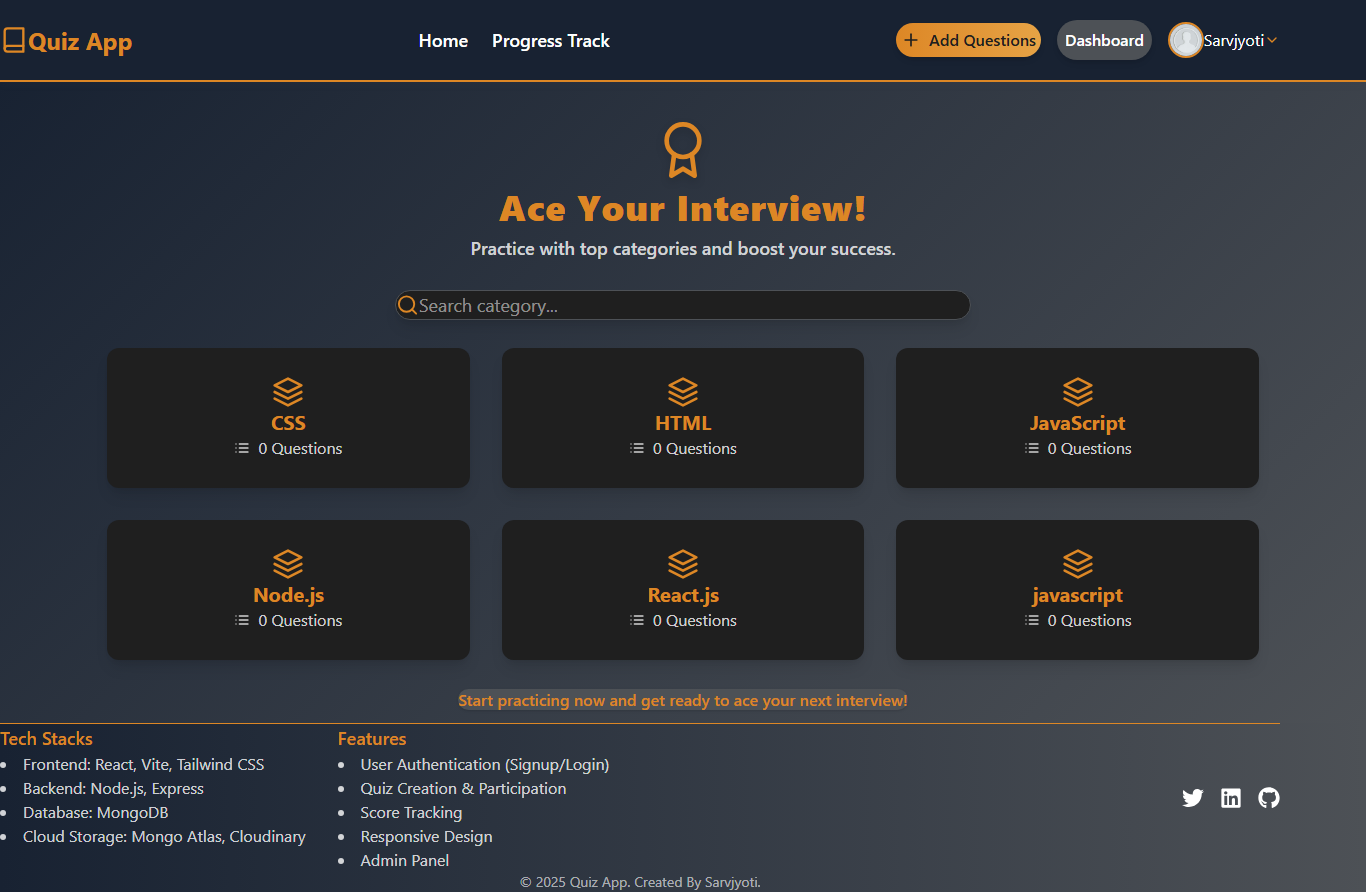 Quiz App
Home Progress Track
+ Add Questions Dashboard Sarvjyoti
Ace Your Interview!
Practice with top categories and boost your success.
Search category...
CSS
0 Questions
HTML
0 Questions
JavaScript
0 Questions
Node.js
0 Questions
React.js
0 Questions
javascript
0 Questions
Start practicing now and get ready to ace your next interview!
Tech Stacks
• Frontend: React, Vite, Tailwind CSS
• Backend: Node.js, Express
• Database: MongoDB
• Cloud Storage: Mongo Atlas, Cloudinary
Features
• User Authentication (Signup/Login)
• Quiz Creation & Participation
• Score Tracking
• Responsive Design
• Admin Panel
© 2025 Quiz App. Created By Sarvjyoti.